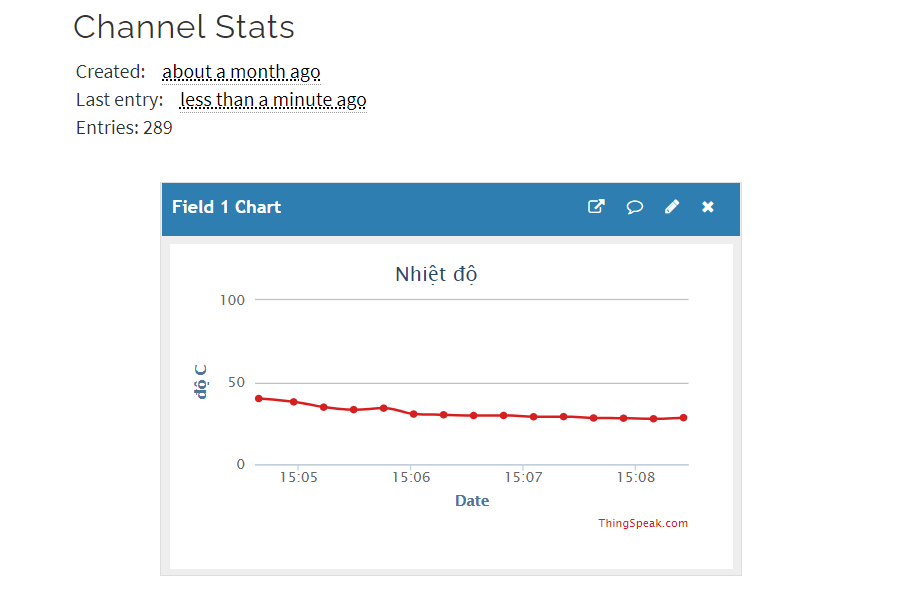 Channel Stats
Created: about a month ago
Last entry: less than a minute ago
Entries: 289
Field 1 Chart
Nhiệt độ
100
50
0
độ C
15:05 15:06 15:07 15:08
Date
ThingSpeak.com